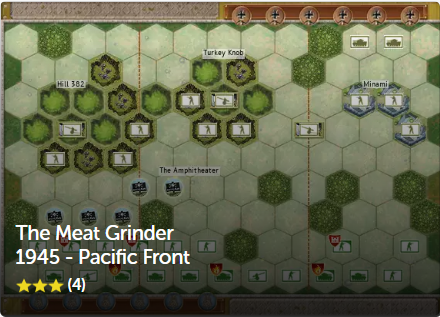 Turkey Knob
Hill 382
Minami
The Amphitheater
The Meat Grinder
1945 - Pacific Front
(4)